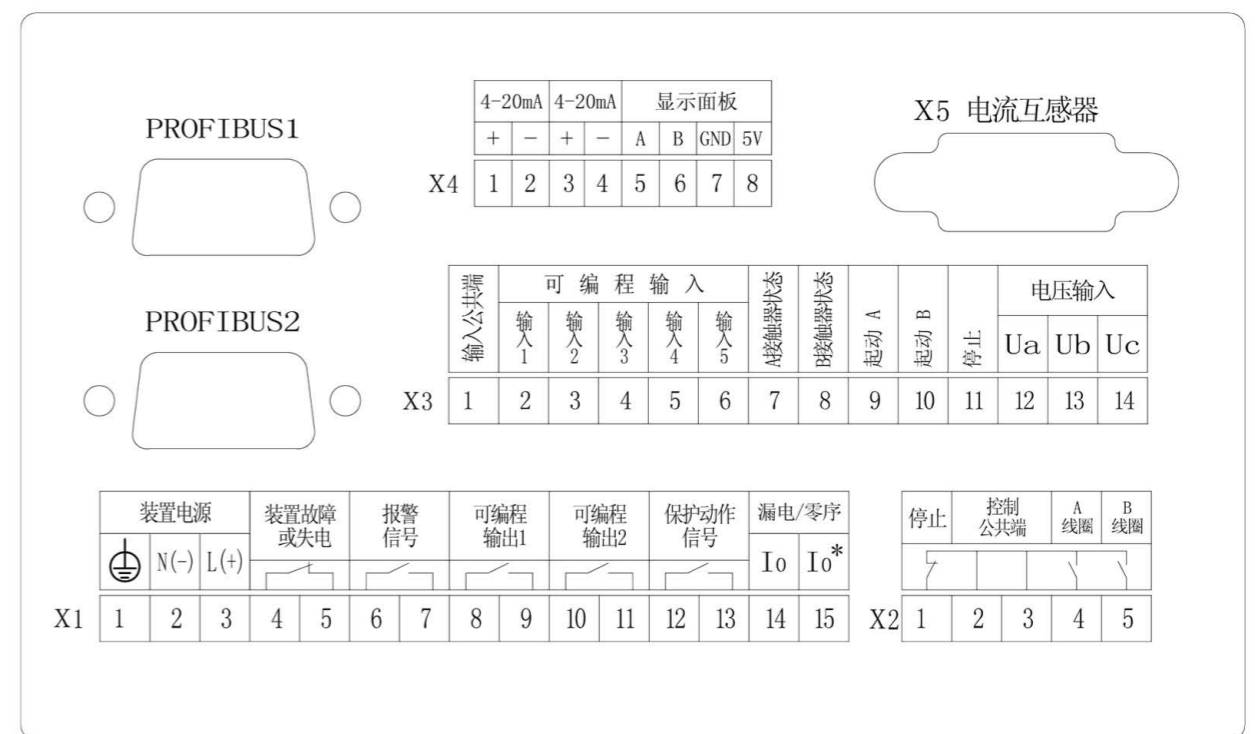 PROFIBUS1
4-20mA 4-20mA 显示面板
+ − + − A B GND 5V
X4 1 2 3 4 5 6 7 8
X5 电流互感器
PROFIBUS2
输入公共端
可编程输入
输入1
输入2
输入3
输入4
输入5
A接触器状态
B接触器状态
起动 A
起动 B
停止
电压输入
Ua Ub Uc
X3 1 2 3 4 5 6 7 8 9 10 11 12 13 14
装置电源
N(-) L(+)
装置故障
或失电
报警
信号
可编程
输出1
可编程
输出2
保护动作
信号
漏电/零序
Io Io*
X1 1 2 3 4 5 6 7 8 9 10 11 12 13 14 15
停止
控制
公共端
A
线圈
B
线圈
X2 1 2 3 4 5